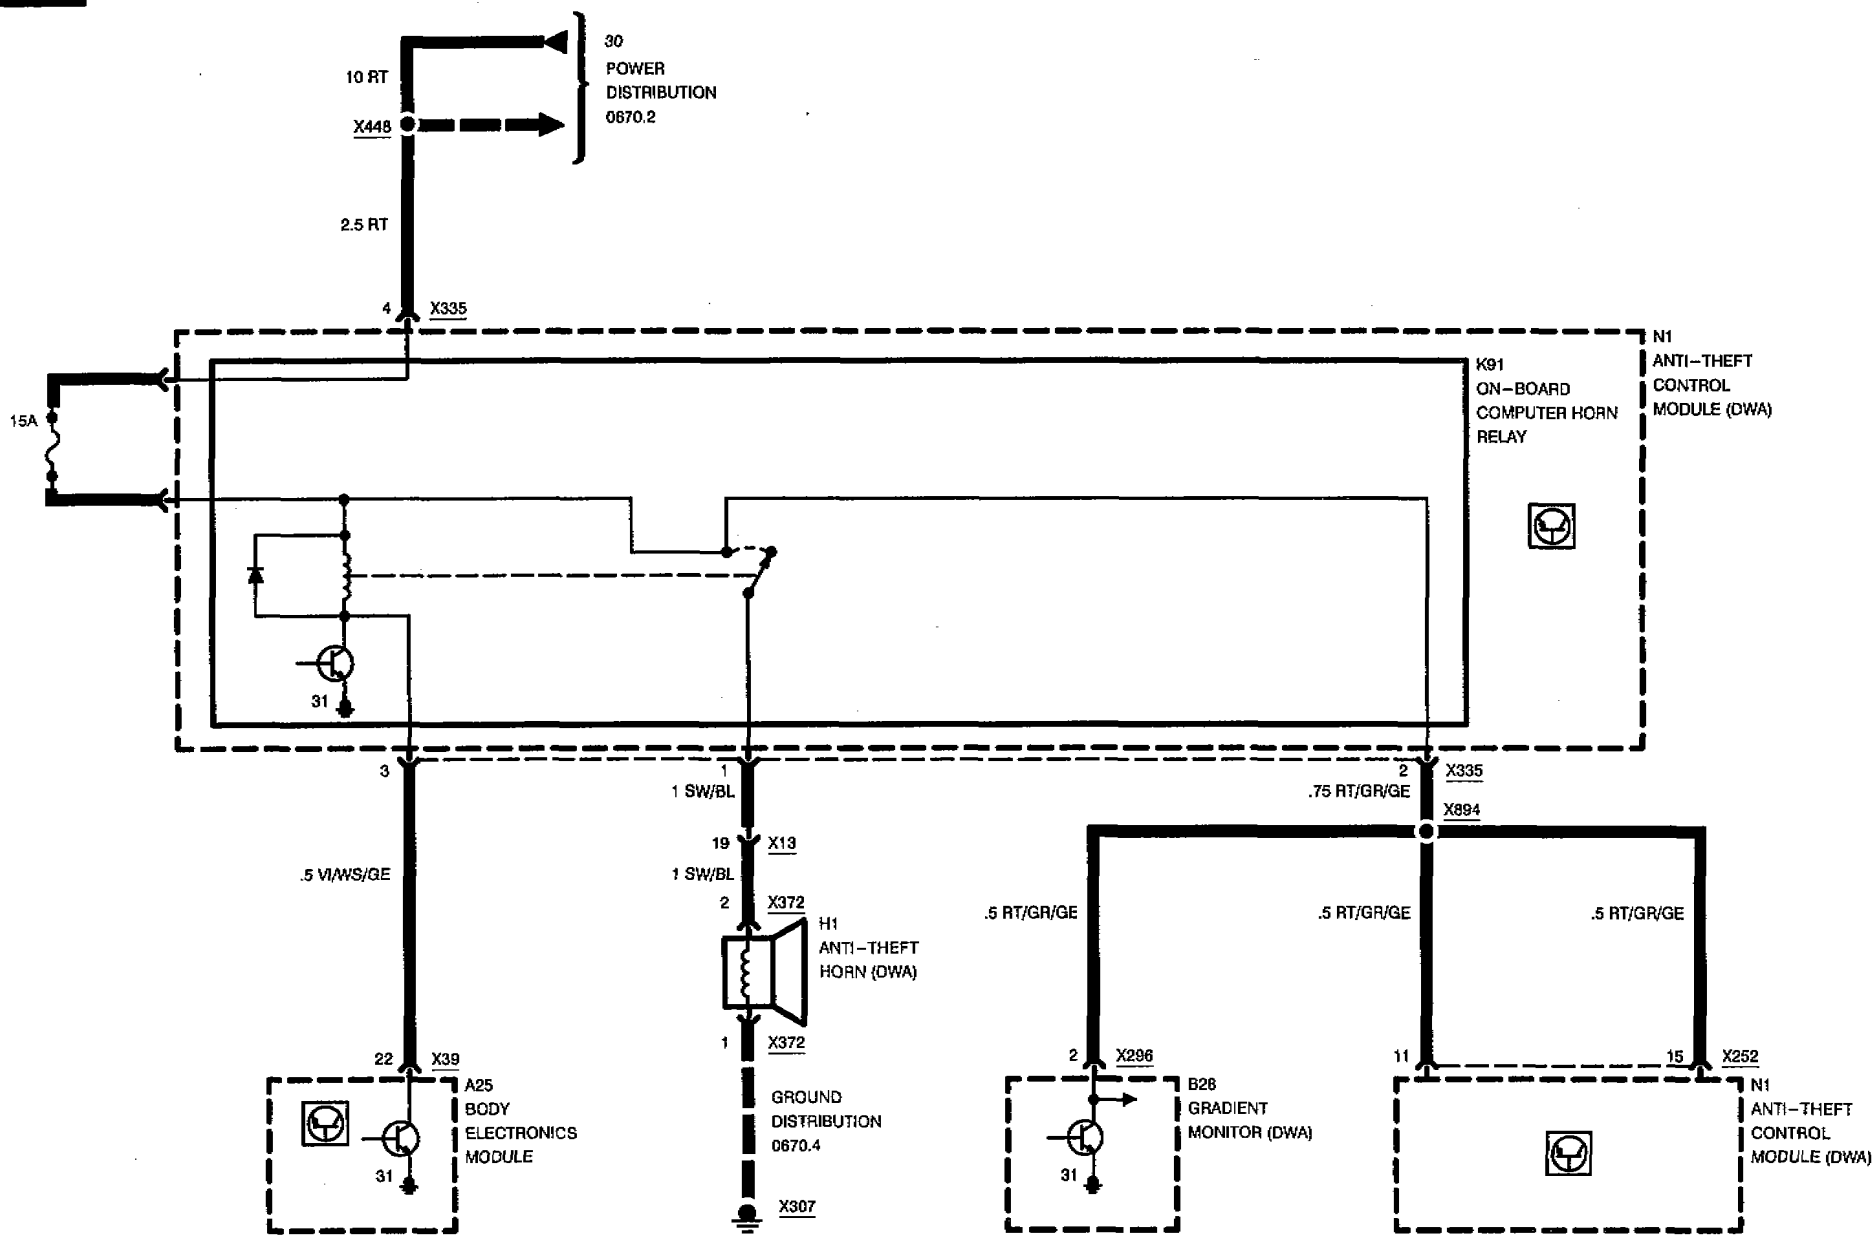 30
POWER
DISTRIBUTION
0670.2
10 RT
X448
2.5 RT
4
X335
N1
ANTI-THEFT
CONTROL
MODULE (DWA)
K91
ON-BOARD
COMPUTER HORN
RELAY
15A
31
3
1
2
X335
1 SW/BL
.75 RT/GR/GE
X894
19
X13
.5 VI/WS/GE
1 SW/BL
2
X372
H1
ANTI-THEFT
HORN (DWA)
.5 RT/GR/GE
.5 RT/GR/GE
.5 RT/GR/GE
1
X372
22
X39
2
X296
11
15
X252
A25
BODY
ELECTRONICS
MODULE
31
GROUND
DISTRIBUTION
0670.4
X307
B28
GRADIENT
MONITOR (DWA)
31
N1
ANTI-THEFT
CONTROL
MODULE (DWA)